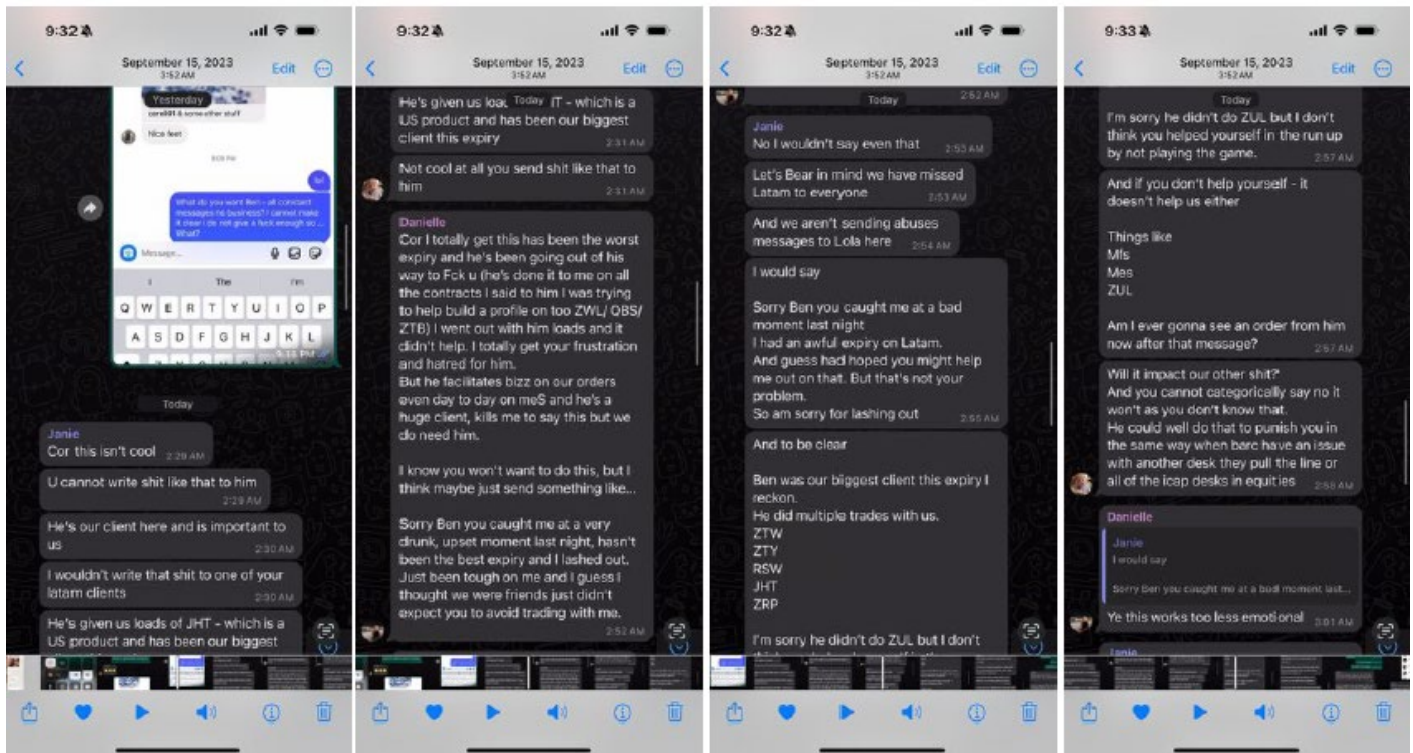 9:32
September 15, 2023
3:52 AM
Edit
Yesterday
& some other stuff
Nice feet
What do you want Ben - all constant
messages no business? I cannot make
it clear i do not give a fuck enough so ...
What?
Message...
I
The
I'm
Q W E R T Y U I O P
A S D F G H J K L
9:15 PM
Today
Janie
Cor this isn't cool 2:29 AM
U cannot write shit like that to him
2:29 AM
He's our client here and is important to
us 2:30 AM
I wouldn't write that shit to one of your
latam clients 2:30 AM
He's given us loads of JHT - which is a
US product and has been our biggest
9:32
September 15, 2023
3:52 AM
Edit
Today
He's given us loa IT - which is a
US product and has been our biggest
client this expiry 2:31 AM
Not cool at all you send shit like that to
him 2:31 AM
Danielle
Cor I totally get this has been the worst
expiry and he's been going out of his
way to Fck u (he's done it to me on all
the contracts I said to him I was trying
to help build a profile on too ZWL/ QBS/
ZTB) I went out with him loads and it
didn't help. I totally get your frustration
and hatred for him.
But he facilitates bizz on our orders
even day to day on meS and he's a
huge client, kills me to say this but we
do need him.
I know you won't want to do this, but I
think maybe just send something like...
Sorry Ben you caught me at a very
drunk, upset moment last night, hasn't
been the best expiry and I lashed out.
Just been tough on me and I guess I
thought we were friends just didn't
expect you to avoid trading with me.
2:52 AM
9:32
September 15, 2023
3:52 AM
Edit
Today
2:52 AM
Janie
No I wouldn't say even that 2:53 AM
Let's Bear in mind we have missed
Latam to everyone 2:53 AM
And we aren't sending abuses
messages to Lola here 2:54 AM
I would say
Sorry Ben you caught me at a bad
moment last night
I had an awful expiry on Latam.
And guess had hoped you might help
me out on that. But that's not your
problem.
So am sorry for lashing out 2:55 AM
And to be clear
Ben was our biggest client this expiry I
reckon.
He did multiple trades with us.
ZTW
ZTY
RSW
JHT
ZRP
I'm sorry he didn't do ZUL but I don't
9:33
September 15, 2023
3:52 AM
Edit
Today
I'm sorry he didn't do ZUL but I don't
think you helped yourself in the run up
by not playing the game. 2:57 AM
And if you don't help yourself - it
doesn't help us either
Things like
Mfs
Mes
ZUL
Am I ever gonna see an order from him
now after that message? 2:57 AM
Will it impact our other shit?
And you cannot categorically say no it
won't as you don't know that.
He could well do that to punish you in
the same way when barc have an issue
with another desk they pull the line or
all of the icap desks in equities 2:58 AM
Danielle
Janie
I would say
Sorry Ben you caught me at a bad moment last...
Ye this works too less emotional 3:01 AM
Janie